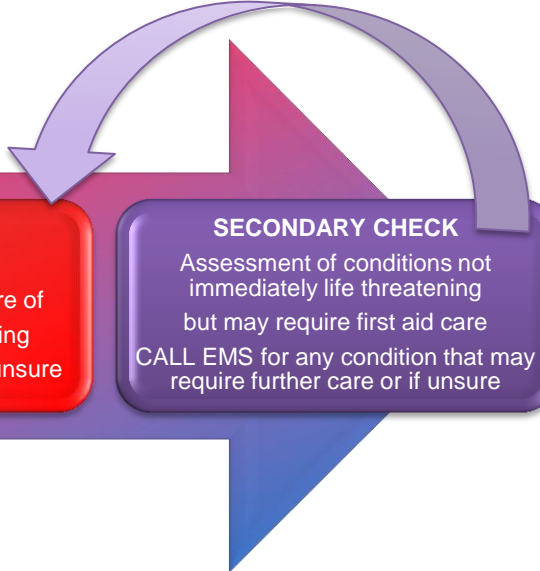 re of
ing
unsure
SECONDARY CHECK
Assessment of conditions not
immediately life threatening
but may require first aid care
CALL EMS for any condition that may
require further care or if unsure